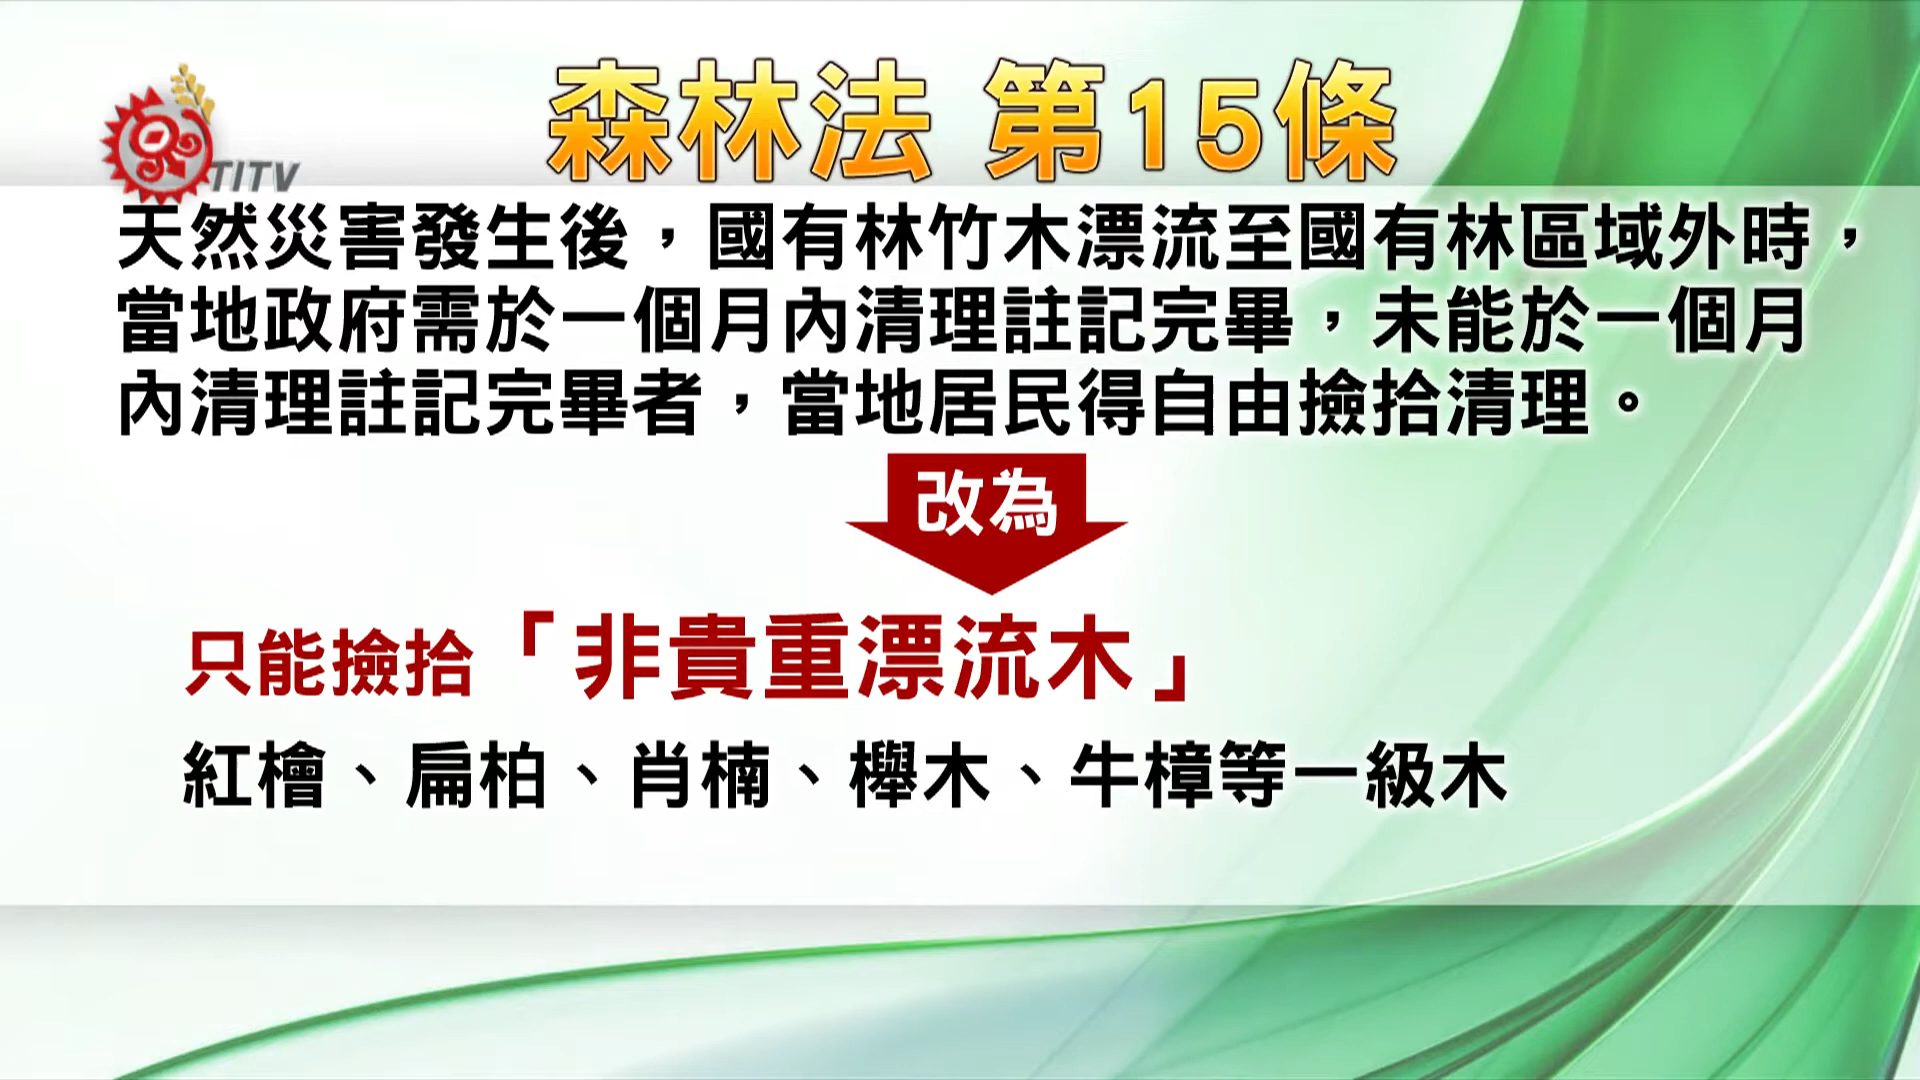 森林法 第15條
TITV
天然災害發生後，國有林竹木漂流至國有林區域外時，
當地政府需於一個月內清理註記完畢，未能於一個月
內清理註記完畢者，當地居民得自由撿拾清理。
改為
只能撿拾「非貴重漂流木」
紅檜、扁柏、肖楠、櫸木、牛樟等一級木